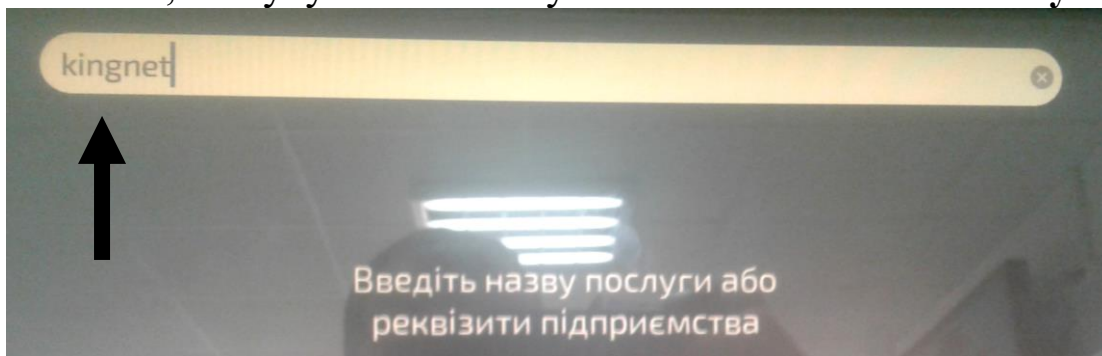 kingnet
Введіть назву послуги або
реквізити підприємства